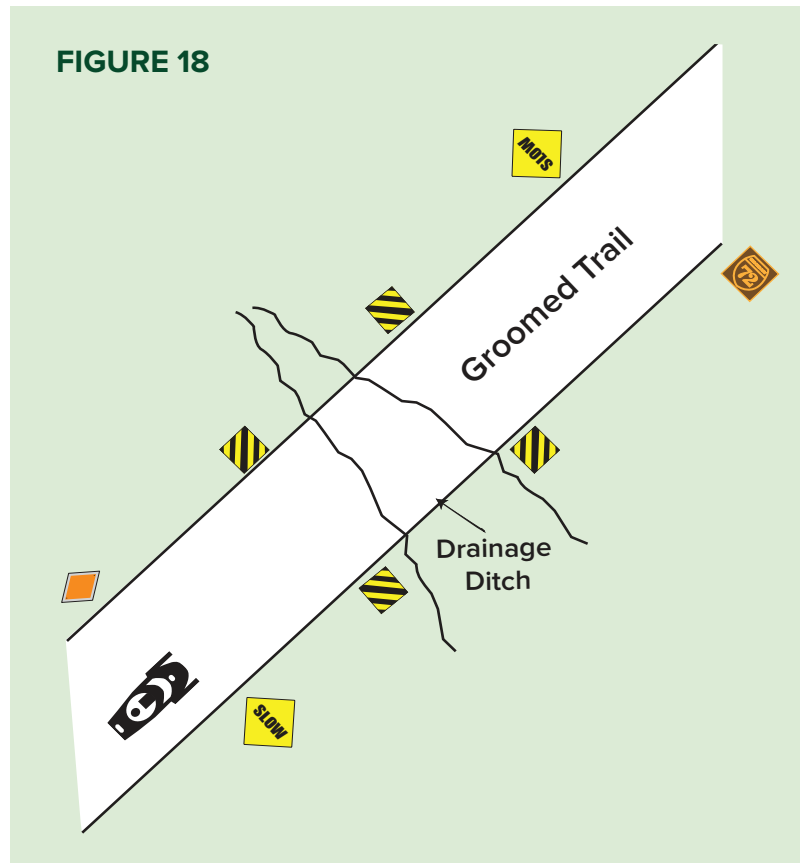 FIGURE 18
SLOW
Groomed Trail
72
Drainage
Ditch
SLOW